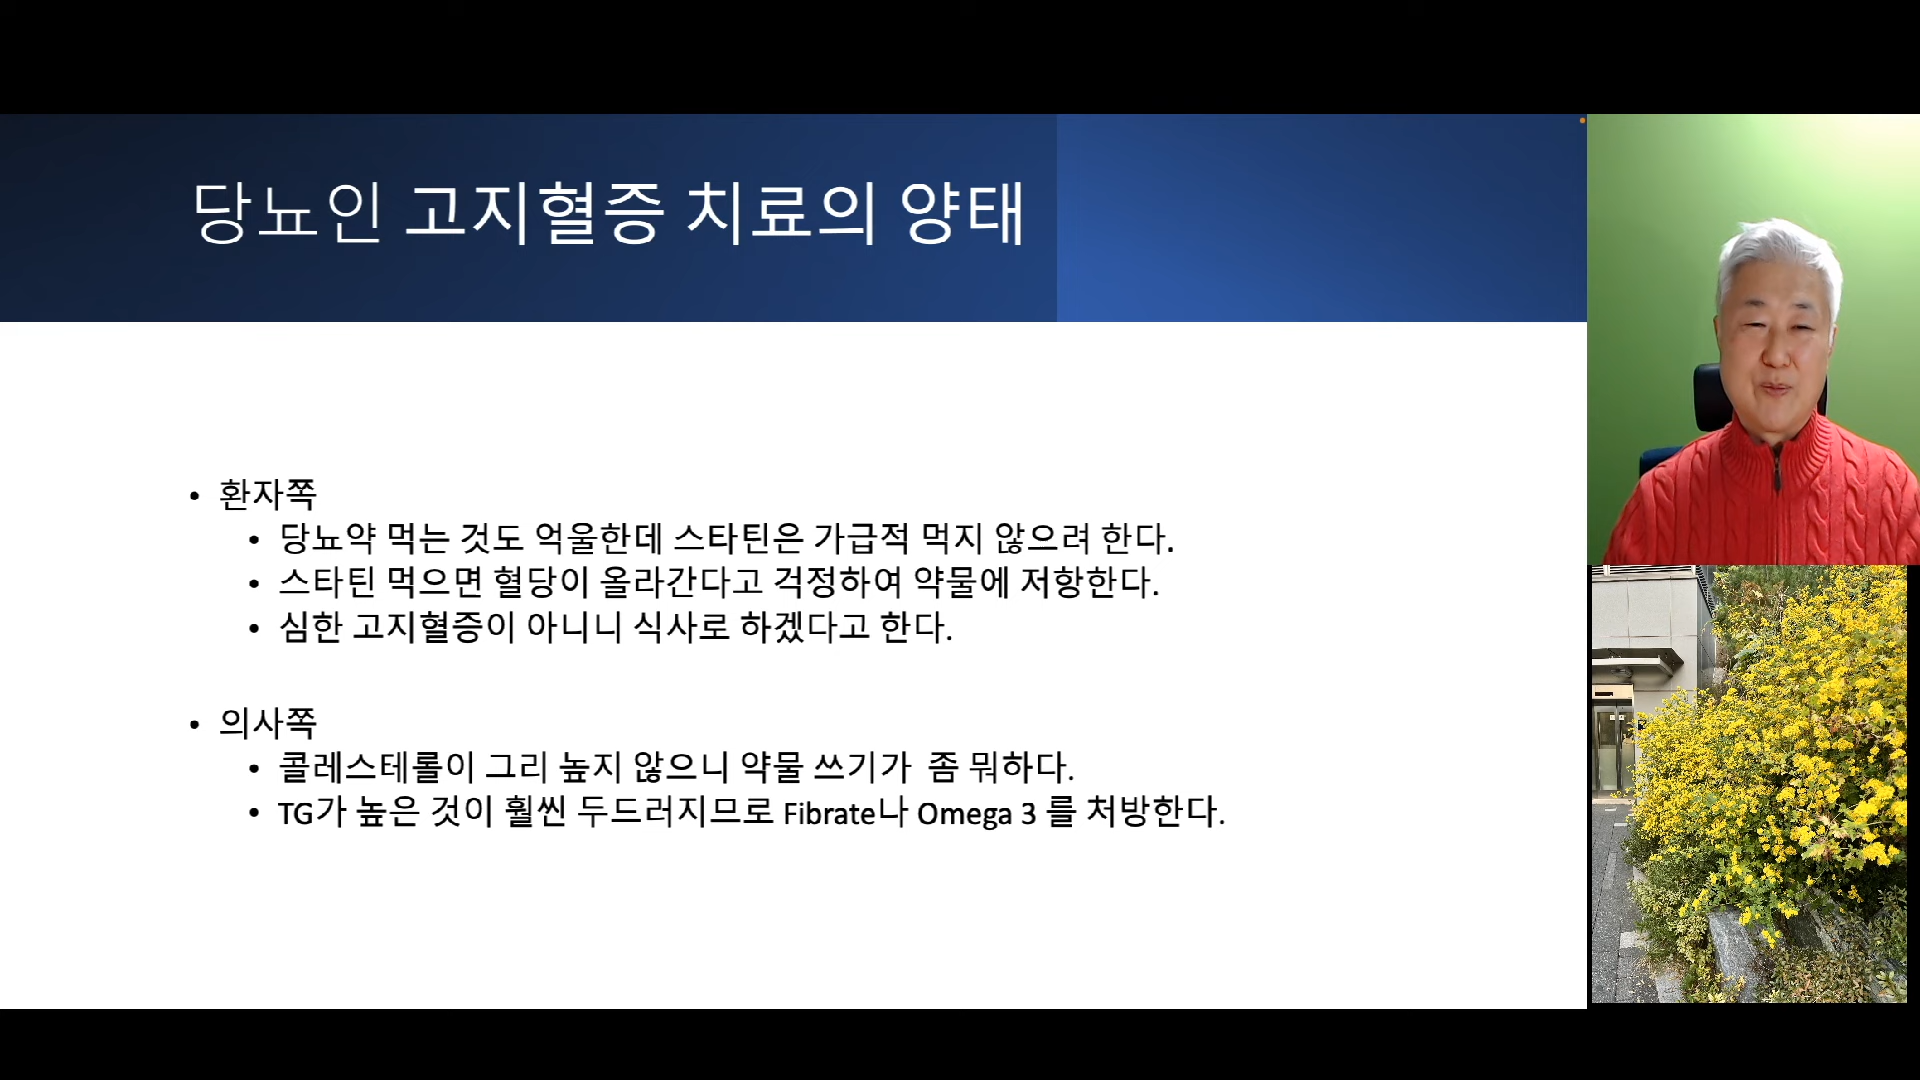 당뇨인 고지혈증 치료의 양태
• 환자쪽
• 당뇨약 먹는 것도 억울한데 스타틴은 가급적 먹지 않으려 한다.
• 스타틴 먹으면 혈당이 올라간다고 걱정하여 약물에 저항한다.
• 심한 고지혈증이 아니니 식사로 하겠다고 한다.
• 의사쪽
• 콜레스테롤이 그리 높지 않으니 약물 쓰기가 좀 뭐하다.
• TG가 높은 것이 훨씬 두드러지므로 Fibrate나 Omega 3 를 처방한다.